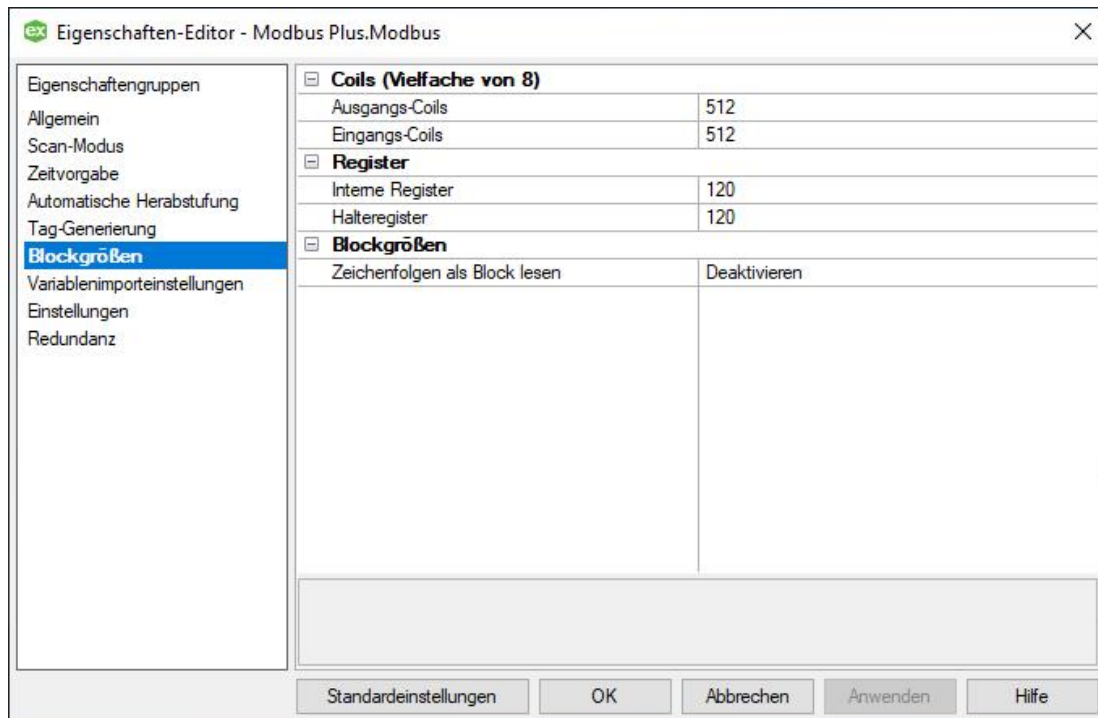 ex Eigenschaften-Editor - Modbus Plus.Modbus
Eigenschaftengruppen
Allgemein
Scan-Modus
Zeitvorgabe
Automatische Herabstufung
Tag-Generierung
Blockgrößen
Variablenimporteinstellungen
Einstellungen
Redundanz
Coils (Vielfache von 8)
Ausgangs-Coils 512
Eingangs-Coils 512
Register
Interne Register 120
Halteregister 120
Blockgrößen
Zeichenfolgen als Block lesen Deaktivieren
Standardeinstellungen OK Abbrechen Anwenden Hilfe